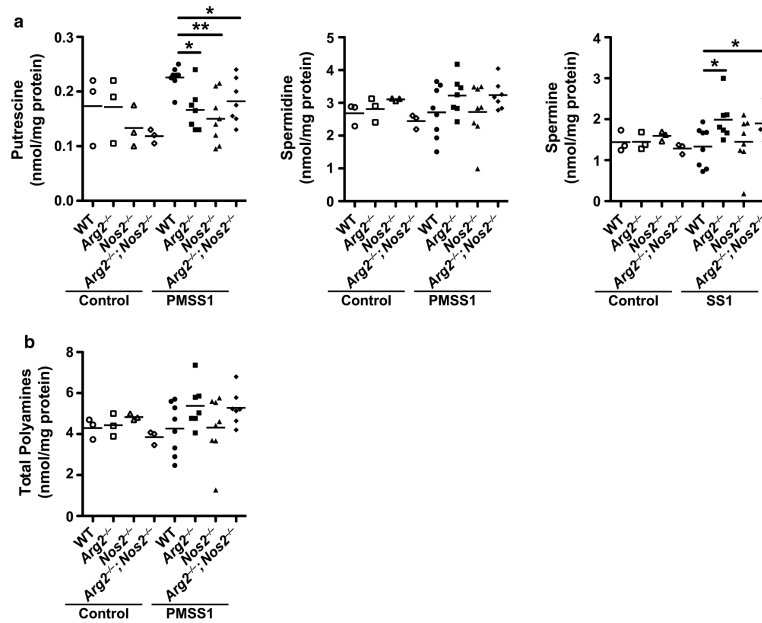 a
Putrescine
(nmol/mg protein)
0.3
0.2
0.1
0.0
*
**
*
WT
Arg2⁻/⁻
Nos2⁻/⁻
Arg2⁻/⁻; Nos2⁻/⁻
WT
Arg2⁻/⁻
Nos2⁻/⁻
Arg2⁻/⁻; Nos2⁻/⁻
Control
PMSS1
Spermidine
(nmol/mg protein)
5
4
3
2
1
0
WT
Arg2⁻/⁻
Nos2⁻/⁻
Arg2⁻/⁻; Nos2⁻/⁻
WT
Arg2⁻/⁻
Nos2⁻/⁻
Arg2⁻/⁻; Nos2⁻/⁻
Control
PMSS1
Spermine
(nmol/mg protein)
4
3
2
1
0
*
*
WT
Arg2⁻/⁻
Nos2⁻/⁻
Arg2⁻/⁻; Nos2⁻/⁻
WT
Arg2⁻/⁻
Nos2⁻/⁻
Arg2⁻/⁻; Nos2⁻/⁻
Control
SS1
b
Total Polyamines
(nmol/mg protein)
8
6
4
2
0
WT
Arg2⁻/⁻
Nos2⁻/⁻
Arg2⁻/⁻; Nos2⁻/⁻
WT
Arg2⁻/⁻
Nos2⁻/⁻
Arg2⁻/⁻; Nos2⁻/⁻
Control
PMSS1